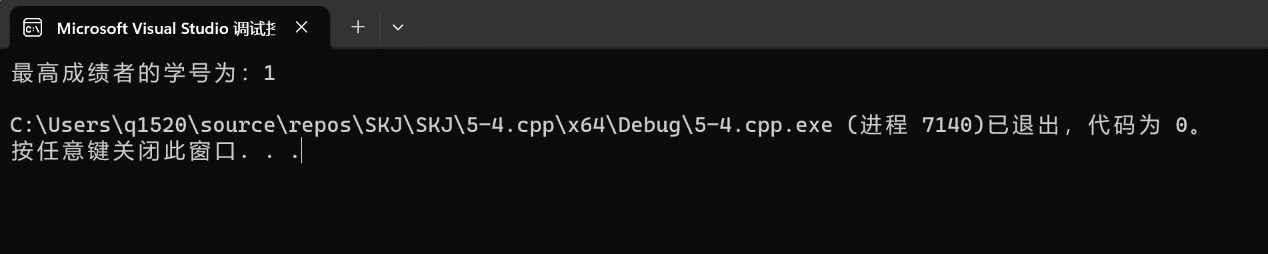 Microsoft Visual Studio 调试
最高成绩者的学号为：1
C:\Users\q1520\source\repos\SKJ\SKJ\5-4.cpp\x64\Debug\5-4.cpp.exe (进程 7140)已退出，代码为 0。
按任意键关闭此窗口. . .